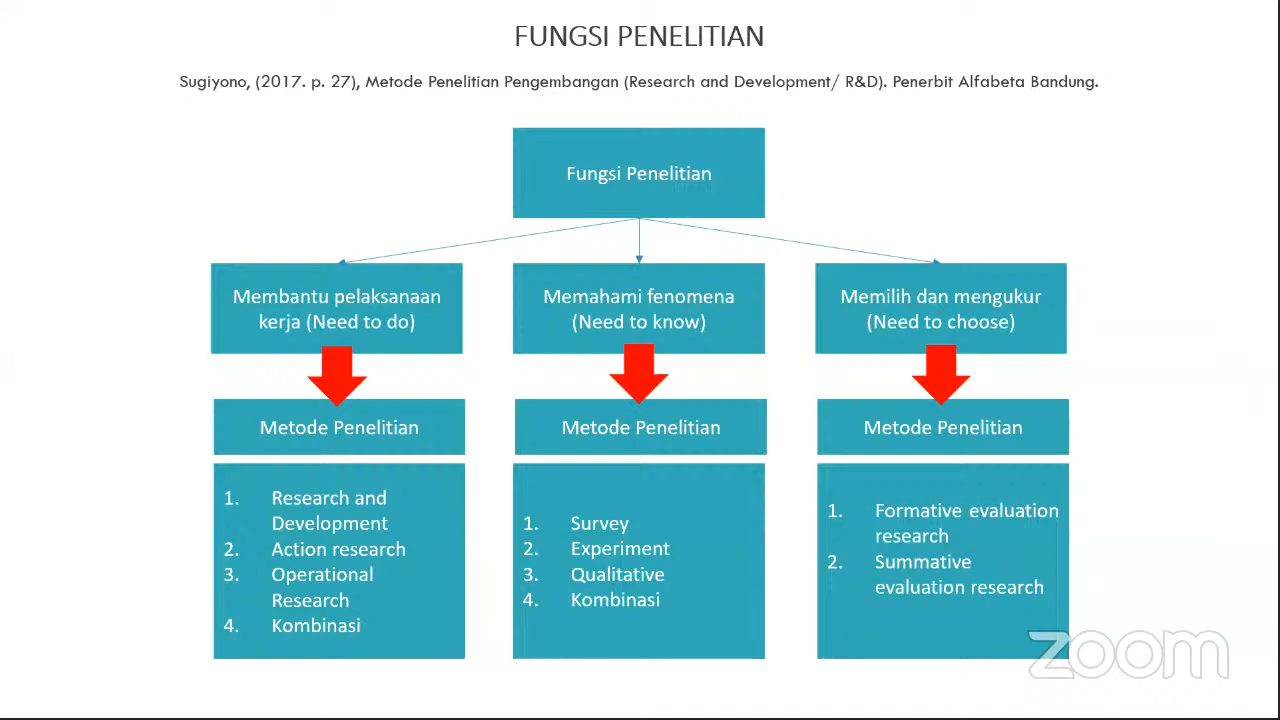 FUNGSI PENELITIAN
Sugiyono, (2017. p. 27), Metode Penelitian Pengembangan (Research and Development/ R&D). Penerbit Alfabeta Bandung.
Fungsi Penelitian
Membantu pelaksanaan
kerja (Need to do)
Memahami fenomena
(Need to know)
Memilih dan mengukur
(Need to choose)
Metode Penelitian
Metode Penelitian
Metode Penelitian
1. Research and
Development
2. Action research
3. Operational
Research
4. Kombinasi
1. Survey
2. Experiment
3. Qualitative
4. Kombinasi
1. Formative evaluation
research
2. Summative
evaluation research
zoom